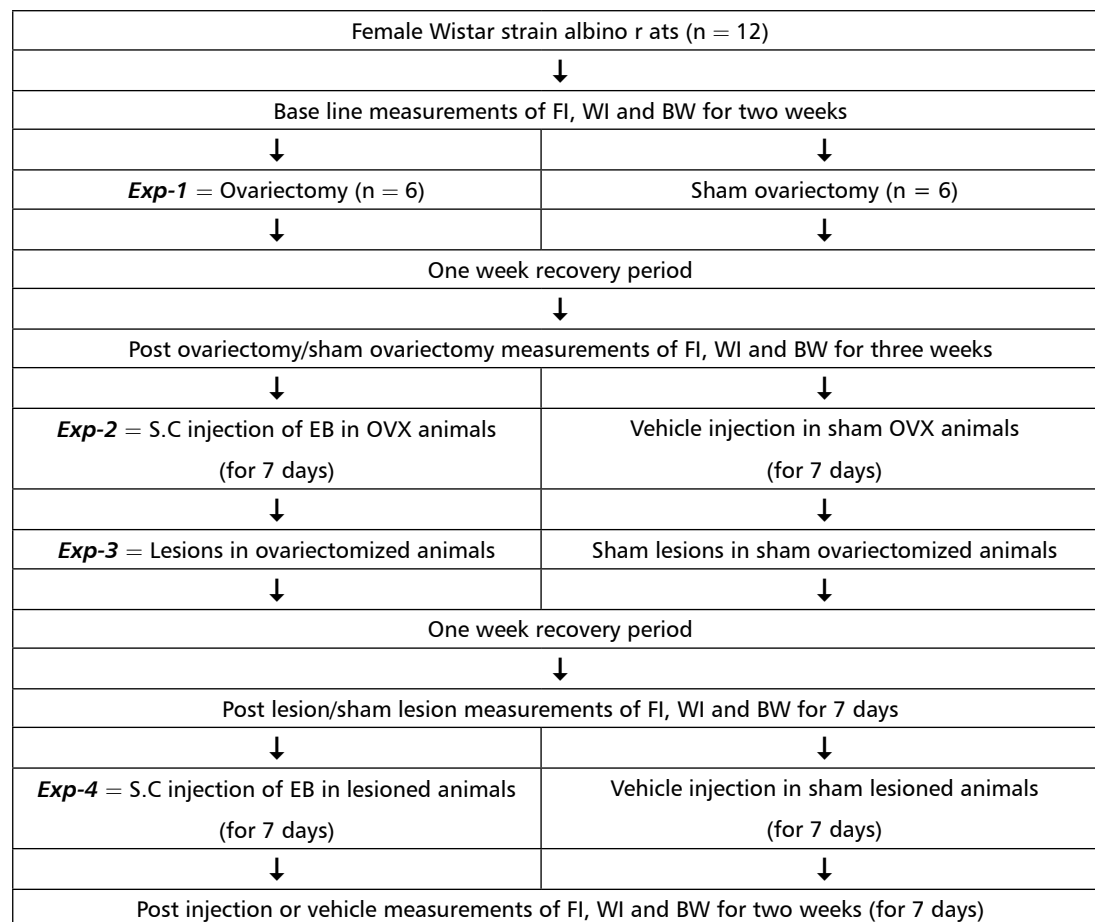 Female Wistar strain albino r ats (n = 12)
↓
Base line measurements of FI, WI and BW for two weeks
↓ ↓
Exp-1 = Ovariectomy (n = 6) Sham ovariectomy (n = 6)
↓ ↓
One week recovery period
↓
Post ovariectomy/sham ovariectomy measurements of FI, WI and BW for three weeks
↓ ↓
Exp-2 = S.C injection of EB in OVX animals
(for 7 days)
Vehicle injection in sham OVX animals
(for 7 days)
↓ ↓
Exp-3 = Lesions in ovariectomized animals Sham lesions in sham ovariectomized animals
↓ ↓
One week recovery period
↓
Post lesion/sham lesion measurements of FI, WI and BW for 7 days
↓ ↓
Exp-4 = S.C injection of EB in lesioned animals
(for 7 days)
Vehicle injection in sham lesioned animals
(for 7 days)
↓ ↓
Post injection or vehicle measurements of FI, WI and BW for two weeks (for 7 days)